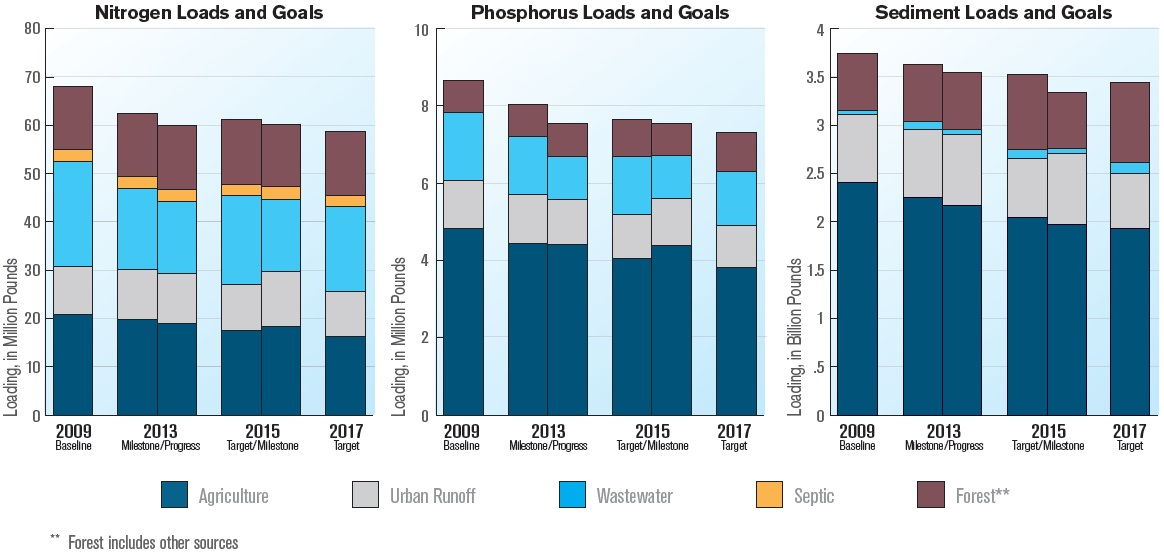 Nitrogen Loads and Goals
Loading, in Million Pounds
80
70
60
50
40
30
20
10
0
2009
Baseline
2013
Milestone/Progress
2015
Target/Milestone
2017
Target
Phosphorus Loads and Goals
Loading, in Million Pounds
10
8
6
4
2
0
2009
Baseline
2013
Milestone/Progress
2015
Target/Milestone
2017
Target
Sediment Loads and Goals
Loading, in Billion Pounds
4
3.5
3
2.5
2
1.5
1
.5
0
2009
Baseline
2013
Milestone/Progress
2015
Target/Milestone
2017
Target
Agriculture
Urban Runoff
Wastewater
Septic
Forest**
** Forest includes other sources